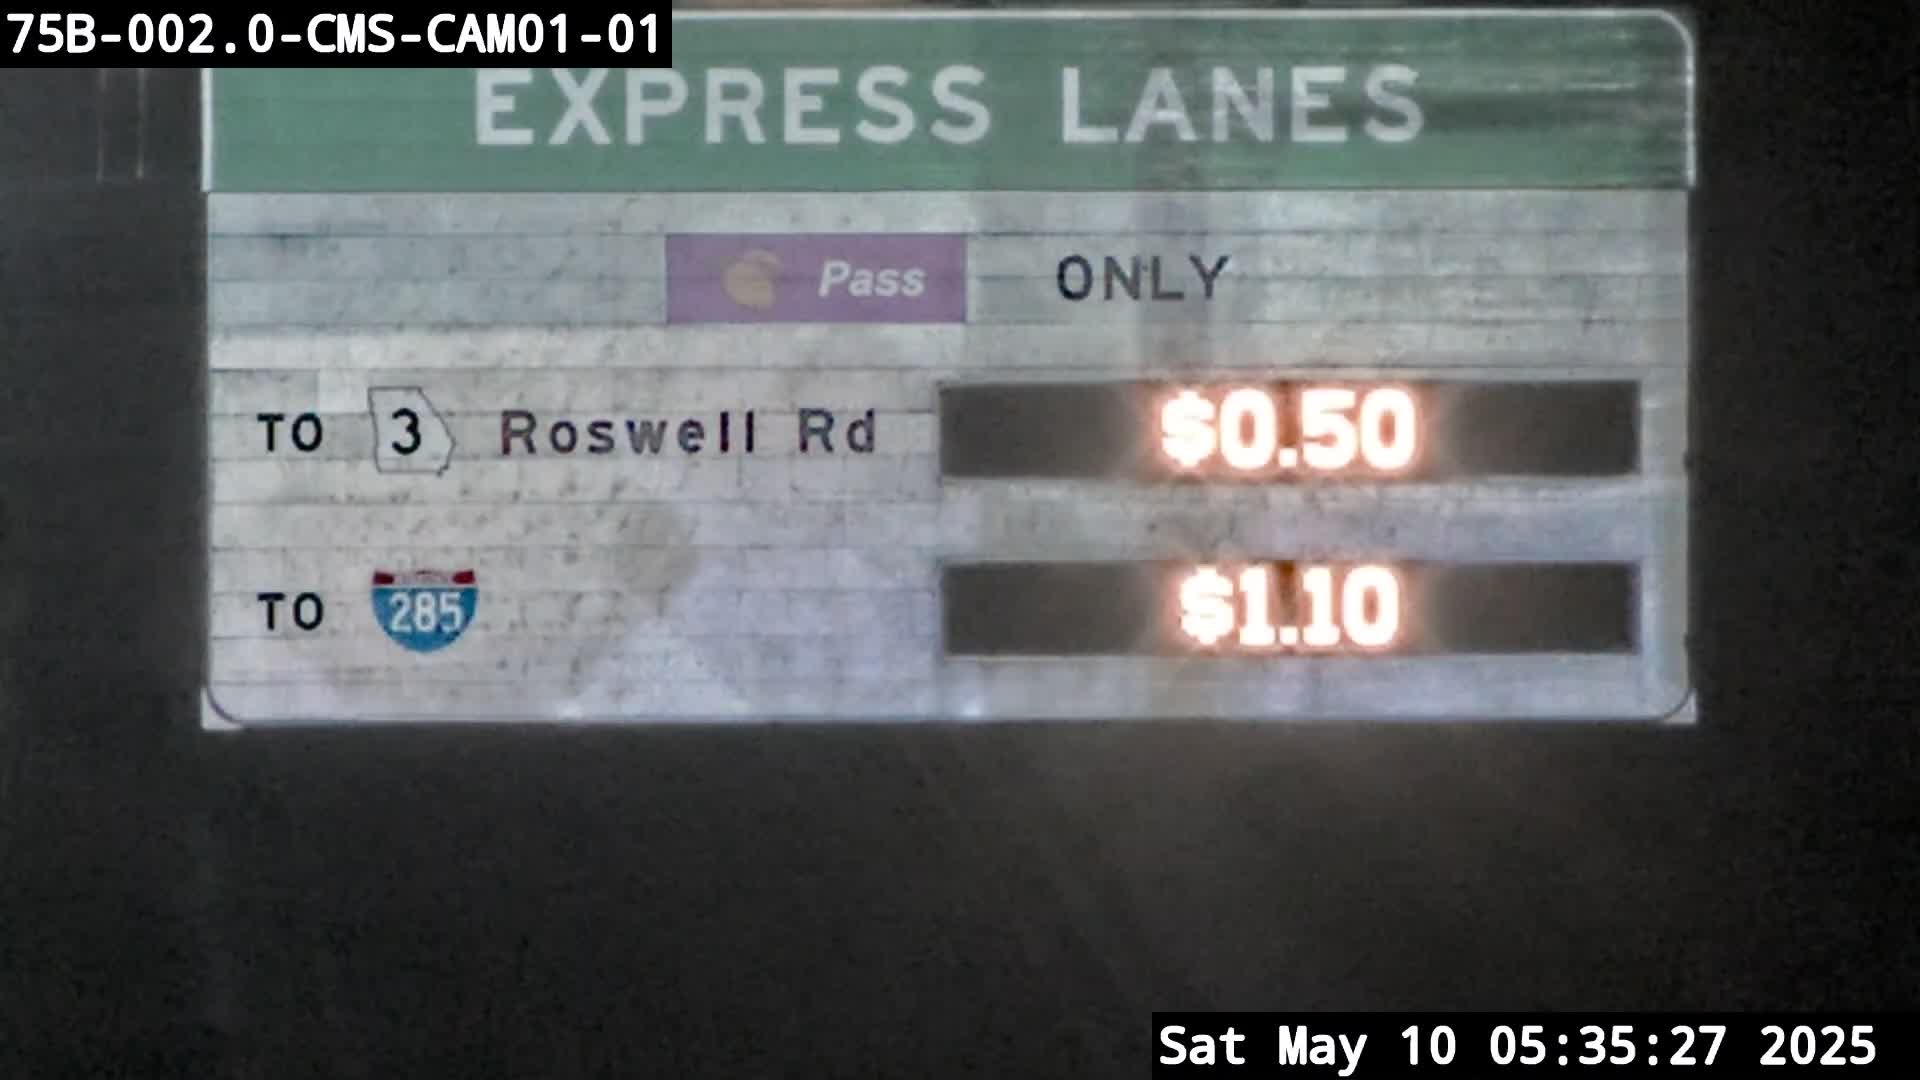 75B-002.0-CMS-CAM01-01
EXPRESS LANES
Pass ONLY
TO 3 Roswell Rd $0.50
TO 285 $1.10
Sat May 10 05:35:27 2025